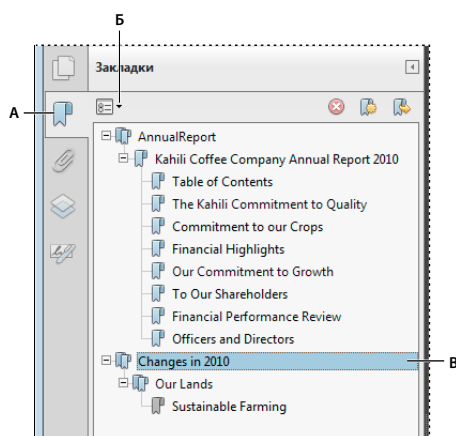 Б
Закладки
А
AnnualReport
Kahili Coffee Company Annual Report 2010
Table of Contents
The Kahili Commitment to Quality
Commitment to our Crops
Financial Highlights
Our Commitment to Growth
To Our Shareholders
Financial Performance Review
Officers and Directors
Changes in 2010
В
Our Lands
Sustainable Farming